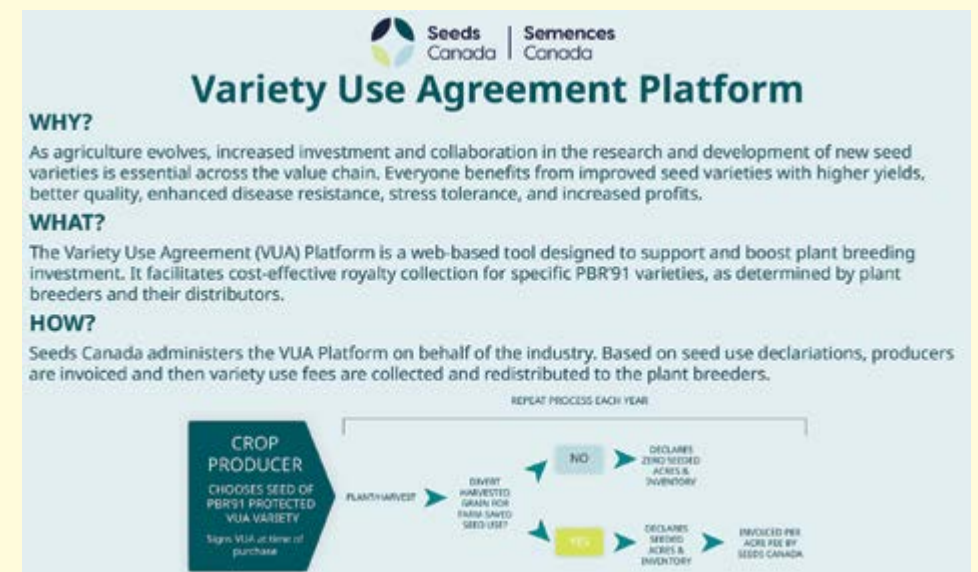 Seeds Canada | Semences Canada
Variety Use Agreement Platform
WHY?
As agriculture evolves, increased investment and collaboration in the research and development of new seed
varieties is essential across the value chain. Everyone benefits from improved seed varieties with higher yields,
better quality, enhanced disease resistance, stress tolerance, and increased profits.
WHAT?
The Variety Use Agreement (VUA) Platform is a web-based tool designed to support and boost plant breeding
investment. It facilitates cost-effective royalty collection for specific PBR'91 varieties, as determined by plant
breeders and their distributors.
HOW?
Seeds Canada administers the VUA Platform on behalf of the industry. Based on seed use declariations, producers
are invoiced and then variety use fees are collected and redistributed to the plant breeders.
REPEAT PROCESS EACH YEAR
CROP
PRODUCER
CHOOSES SEED OF
PBR'91 PROTECTED
VUA VARIETY
Signs VUA at time of
purchase
PLANT/HARVEST
DIVERT
HARVESTED
GRAIN FOR
FARM SAVED
SEED USE?
NO
DECLARES
ZERO SEEDED
ACRES &
INVENTORY
YES
DECLARES
SEEDED
ACRES &
INVENTORY
INVOICED PER
ACRE FEE BY
SEEDS CANADA